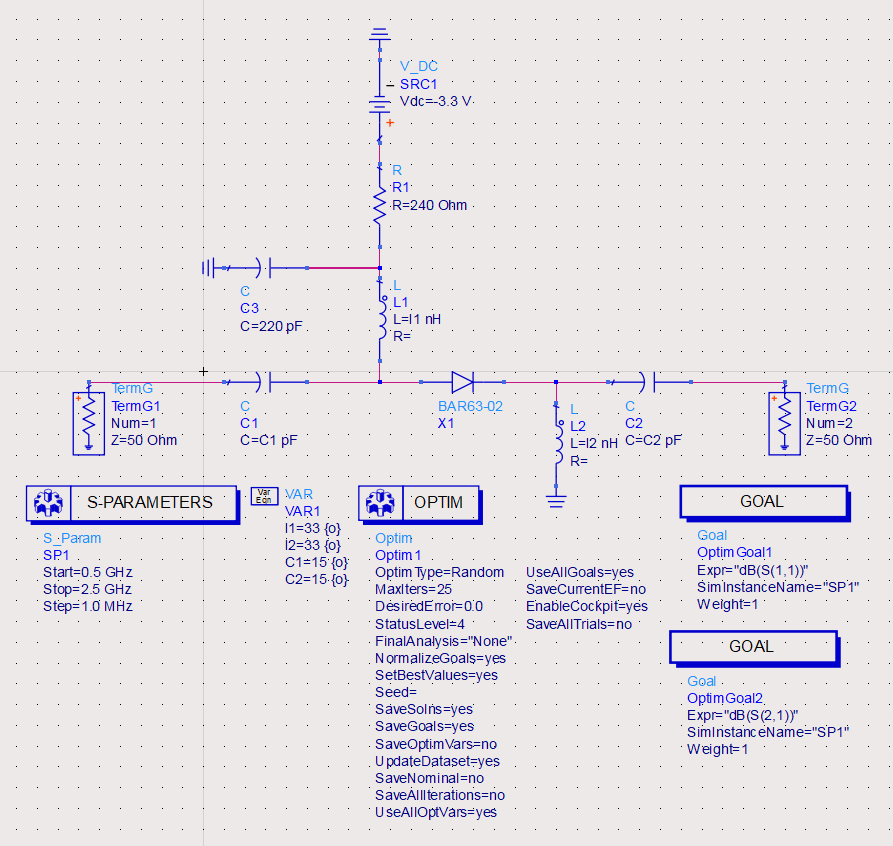 V_DC
SRC1
Vdc=-3.3 V
R
R1
R=240 Ohm
C
C3
C=220 pF
L
L1
L=l1 nH
R=
TermG
TermG1
Num=1
Z=50 Ohm
C
C1
C=C1 pF
BAR63-02
X1
L
L2
L=l2 nH
R=
C
C2
C=C2 pF
TermG
TermG2
Num=2
Z=50 Ohm
S-PARAMETERS
S_Param
SP1
Start=0.5 GHz
Stop=2.5 GHz
Step=1.0 MHz
Var
Eqn
VAR
VAR1
l1=33 {o}
l2=33 {o}
C1=15 {o}
C2=15 {o}
OPTIM
Optim
Optim1
OptimType=Random
MaxIters=25
DesiredError=0.0
StatusLevel=4
FinalAnalysis="None"
NormalizeGoals=yes
SetBestValues=yes
Seed=
SaveSolns=yes
SaveGoals=yes
SaveOptimVars=no
UpdateDataset=yes
SaveNominal=no
SaveAllIterations=no
UseAllOptVars=yes
UseAllGoals=yes
SaveCurrentEF=no
EnableCockpit=yes
SaveAllTrials=no
GOAL
Goal
OptimGoal1
Expr="dB(S(1,1))"
SimInstanceName="SP1"
Weight=1
GOAL
Goal
OptimGoal2
Expr="dB(S(2,1))"
SimInstanceName="SP1"
Weight=1